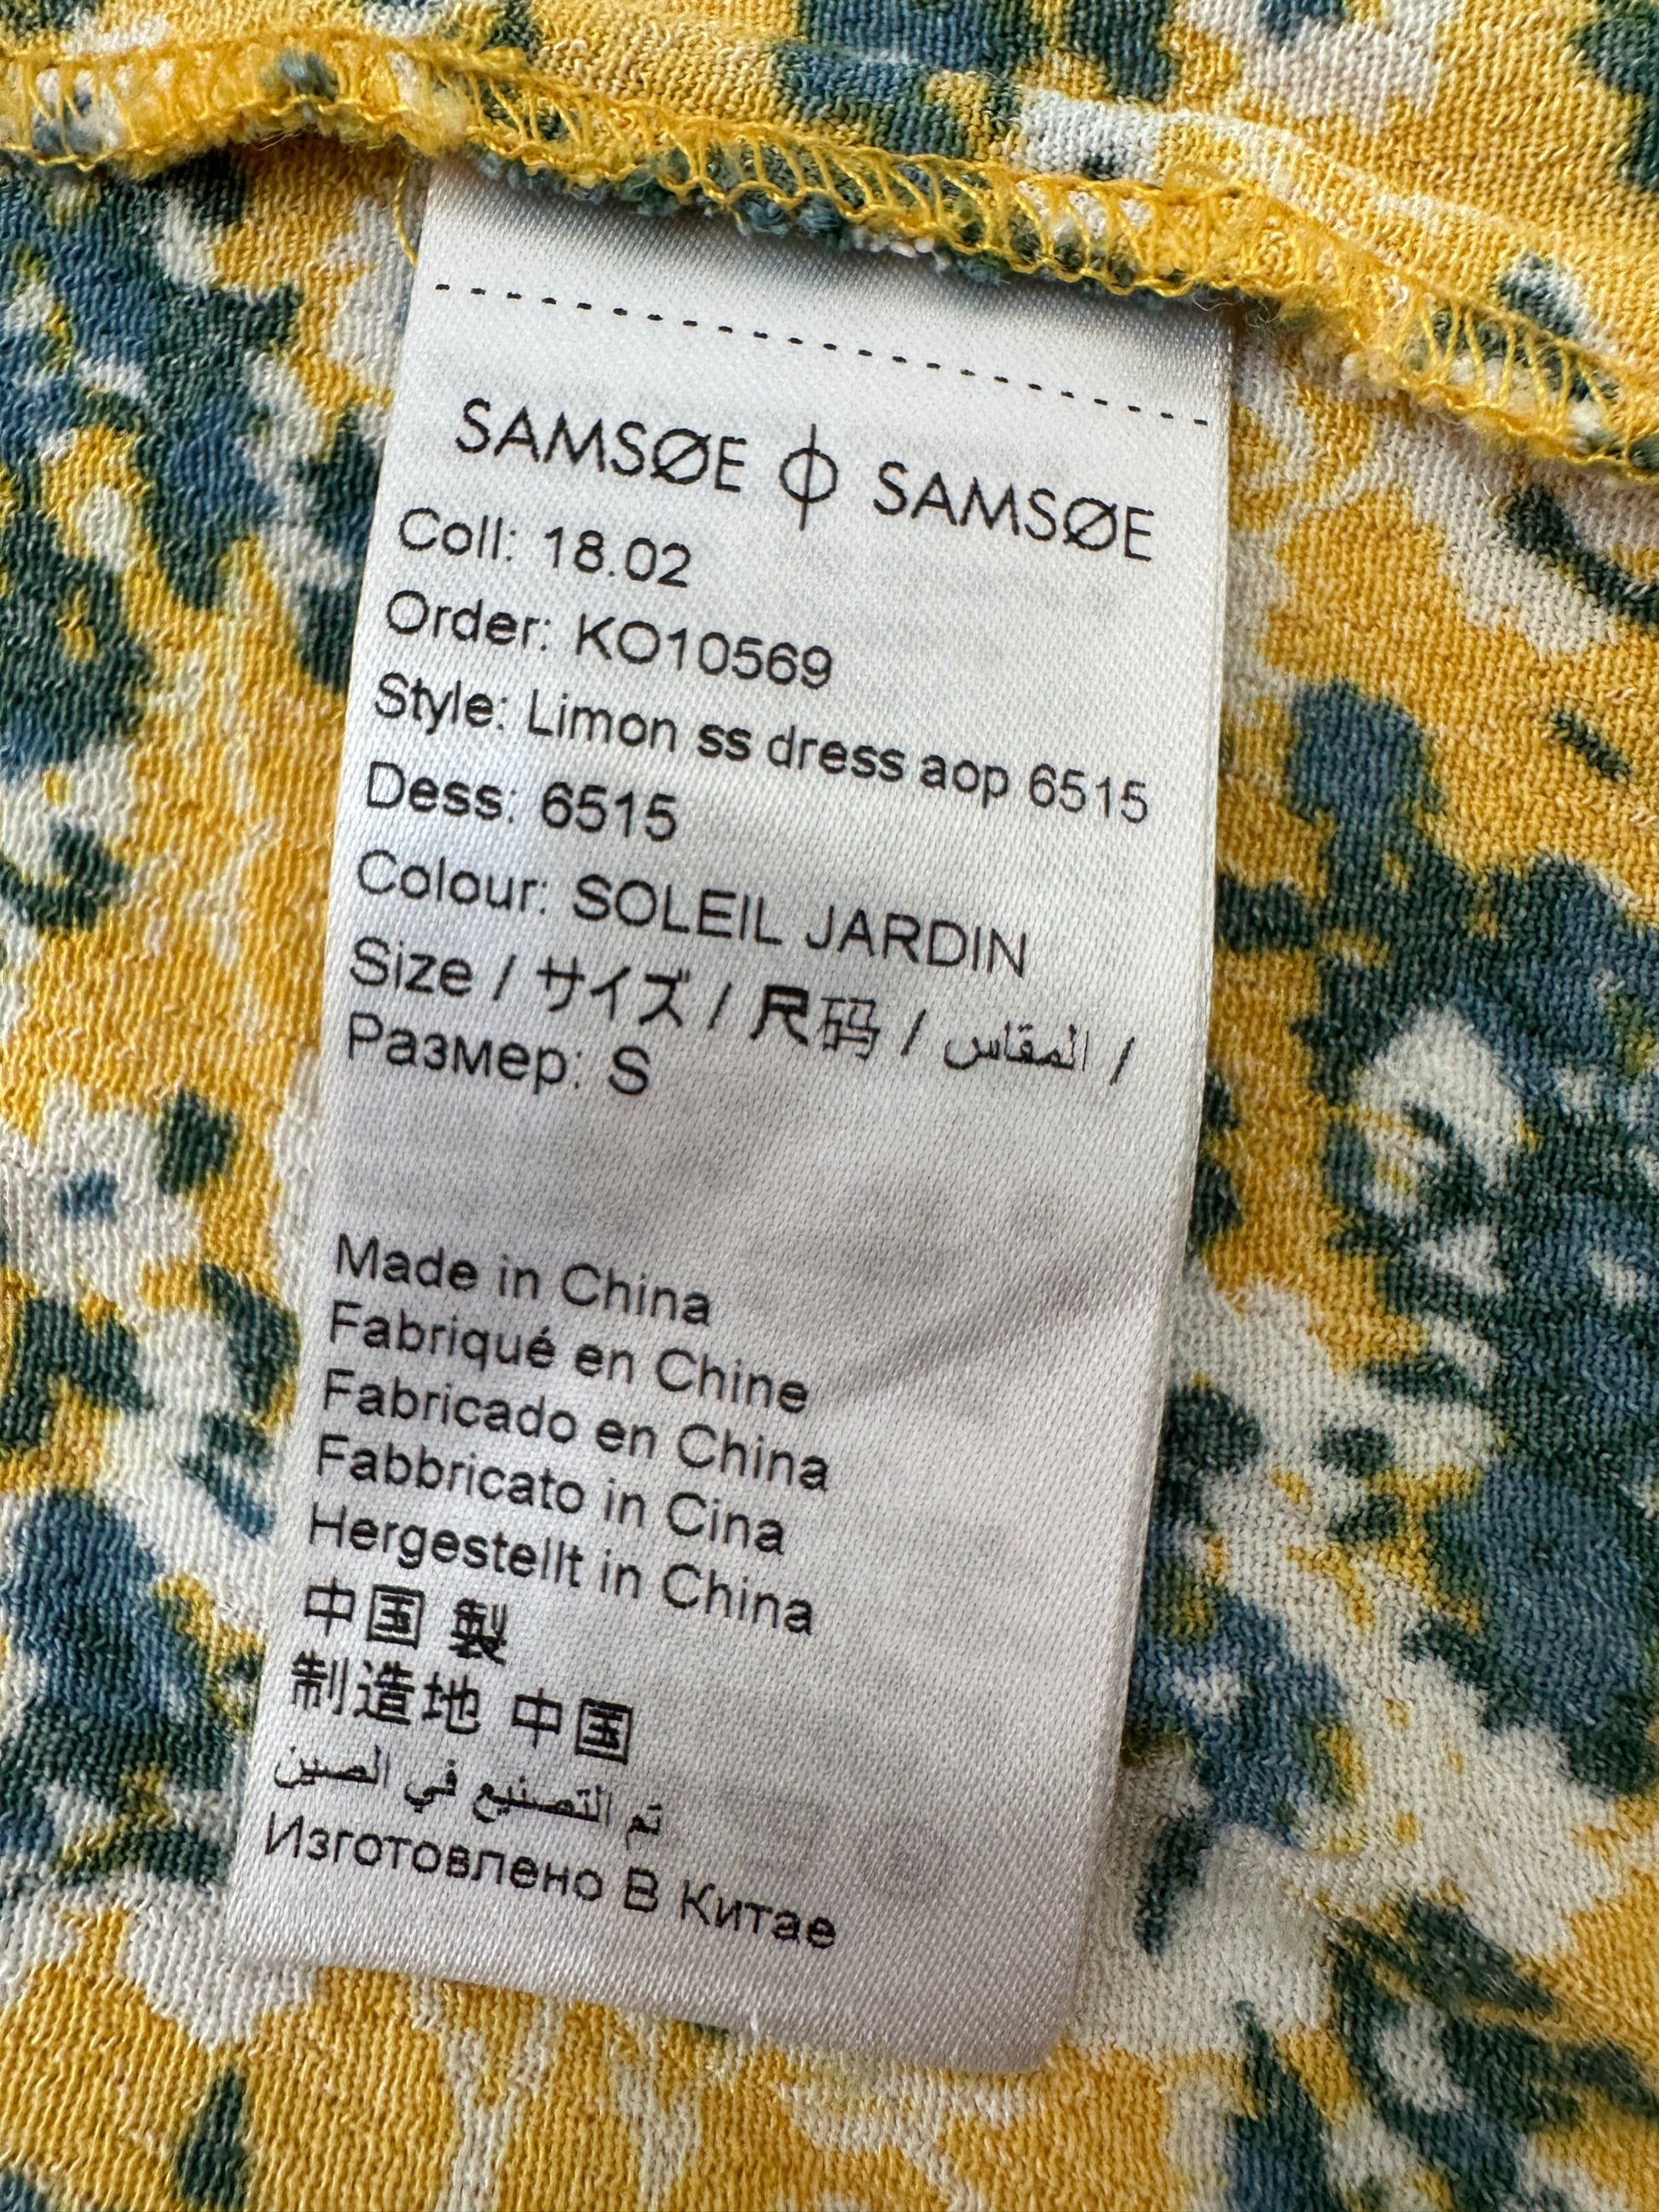 SAMSØE ϕ SAMSØE
Coll: 18.02
Order: KO10569
Style: Limon ss dress aop 6515
Dess: 6515
Colour: SOLEIL JARDIN
Size / サイズ / 尺码 / المقاس /
Размер: S
Made in China
Fabriqué en Chine
Fabricado en China
Fabbricato in Cina
Hergestellt in China
中国 製
制造地 中国
تم التصنيع في الصين
Изготовлено В Китае